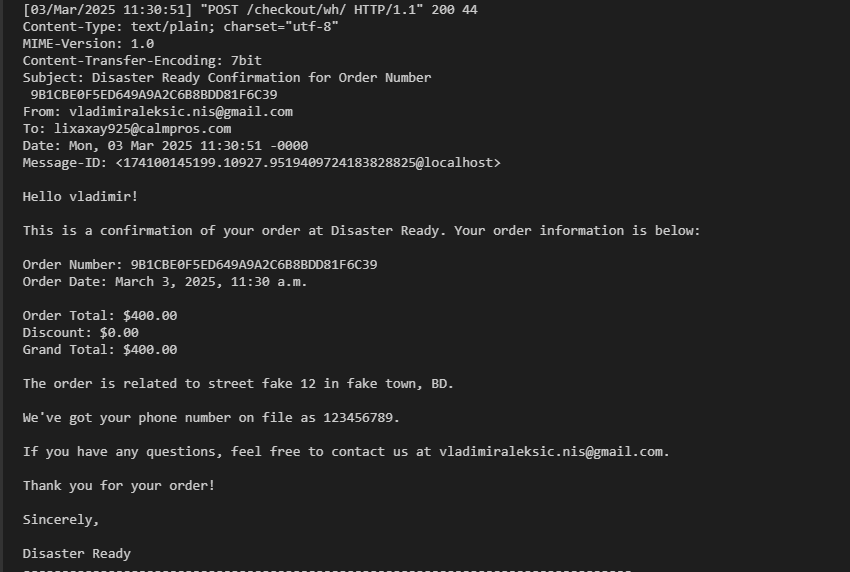 [03/Mar/2025 11:30:51] "POST /checkout/wh/ HTTP/1.1" 200 44
Content-Type: text/plain; charset="utf-8"
MIME-Version: 1.0
Content-Transfer-Encoding: 7bit
Subject: Disaster Ready Confirmation for Order Number
 9B1CBE0F5ED649A9A2C6B8BDD81F6C39
From: vladimiraleksic.nis@gmail.com
To: lixaxay925@calmpros.com
Date: Mon, 03 Mar 2025 11:30:51 -0000
Message-ID: <174100145199.10927.9519409724183828825@localhost>

Hello vladimir!

This is a confirmation of your order at Disaster Ready. Your order information is below:

Order Number: 9B1CBE0F5ED649A9A2C6B8BDD81F6C39
Order Date: March 3, 2025, 11:30 a.m.

Order Total: $400.00
Discount: $0.00
Grand Total: $400.00

The order is related to street fake 12 in fake town, BD.

We've got your phone number on file as 123456789.

If you have any questions, feel free to contact us at vladimiraleksic.nis@gmail.com.

Thank you for your order!

Sincerely,

Disaster Ready
-------------------------------------------------------------------------------